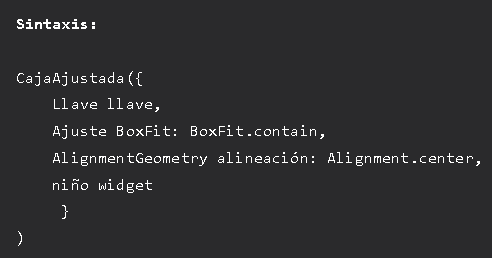 Sintaxis:
CajaAjustada({
Llave llave,
Ajuste BoxFit: BoxFit.contain,
AlignmentGeometry alineación: Alignment.center,
niño widget
}
)